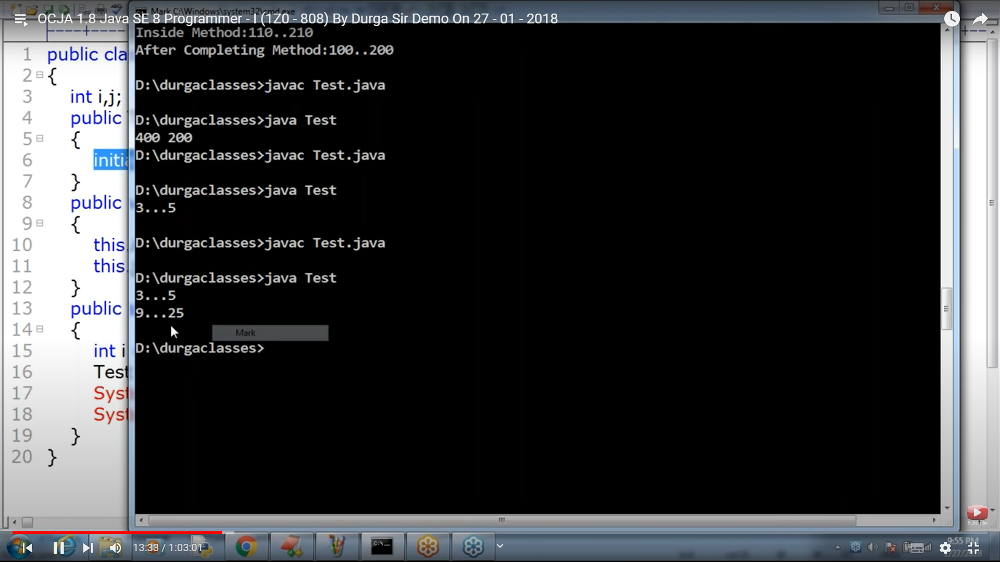 Mark C:\Windows\system32\cmd.exe
OCJA 1.8 Java SE 8 Programmer - I (1Z0 - 808) By Durga Sir Demo On 27 - 01 - 2018
1 public cla
2 {
3 int i,j;
4 public
5 {
6 initia
7 }
8 public
9 {
10 this.
11 this.
12 }
13 public
14 {
15 int i
16 Test
17 Syst
18 Syst
19 }
20 }
Inside Method:110..210
After Completing Method:100..200
D:\durgaclasses>javac Test.java
D:\durgaclasses>java Test
400 200
D:\durgaclasses>javac Test.java
D:\durgaclasses>java Test
3...5
D:\durgaclasses>javac Test.java
D:\durgaclasses>java Test
3...5
9...25
Mark
D:\durgaclasses>
Subscribe
13:33 / 1:03:01
9:55 PM
1/27/2018